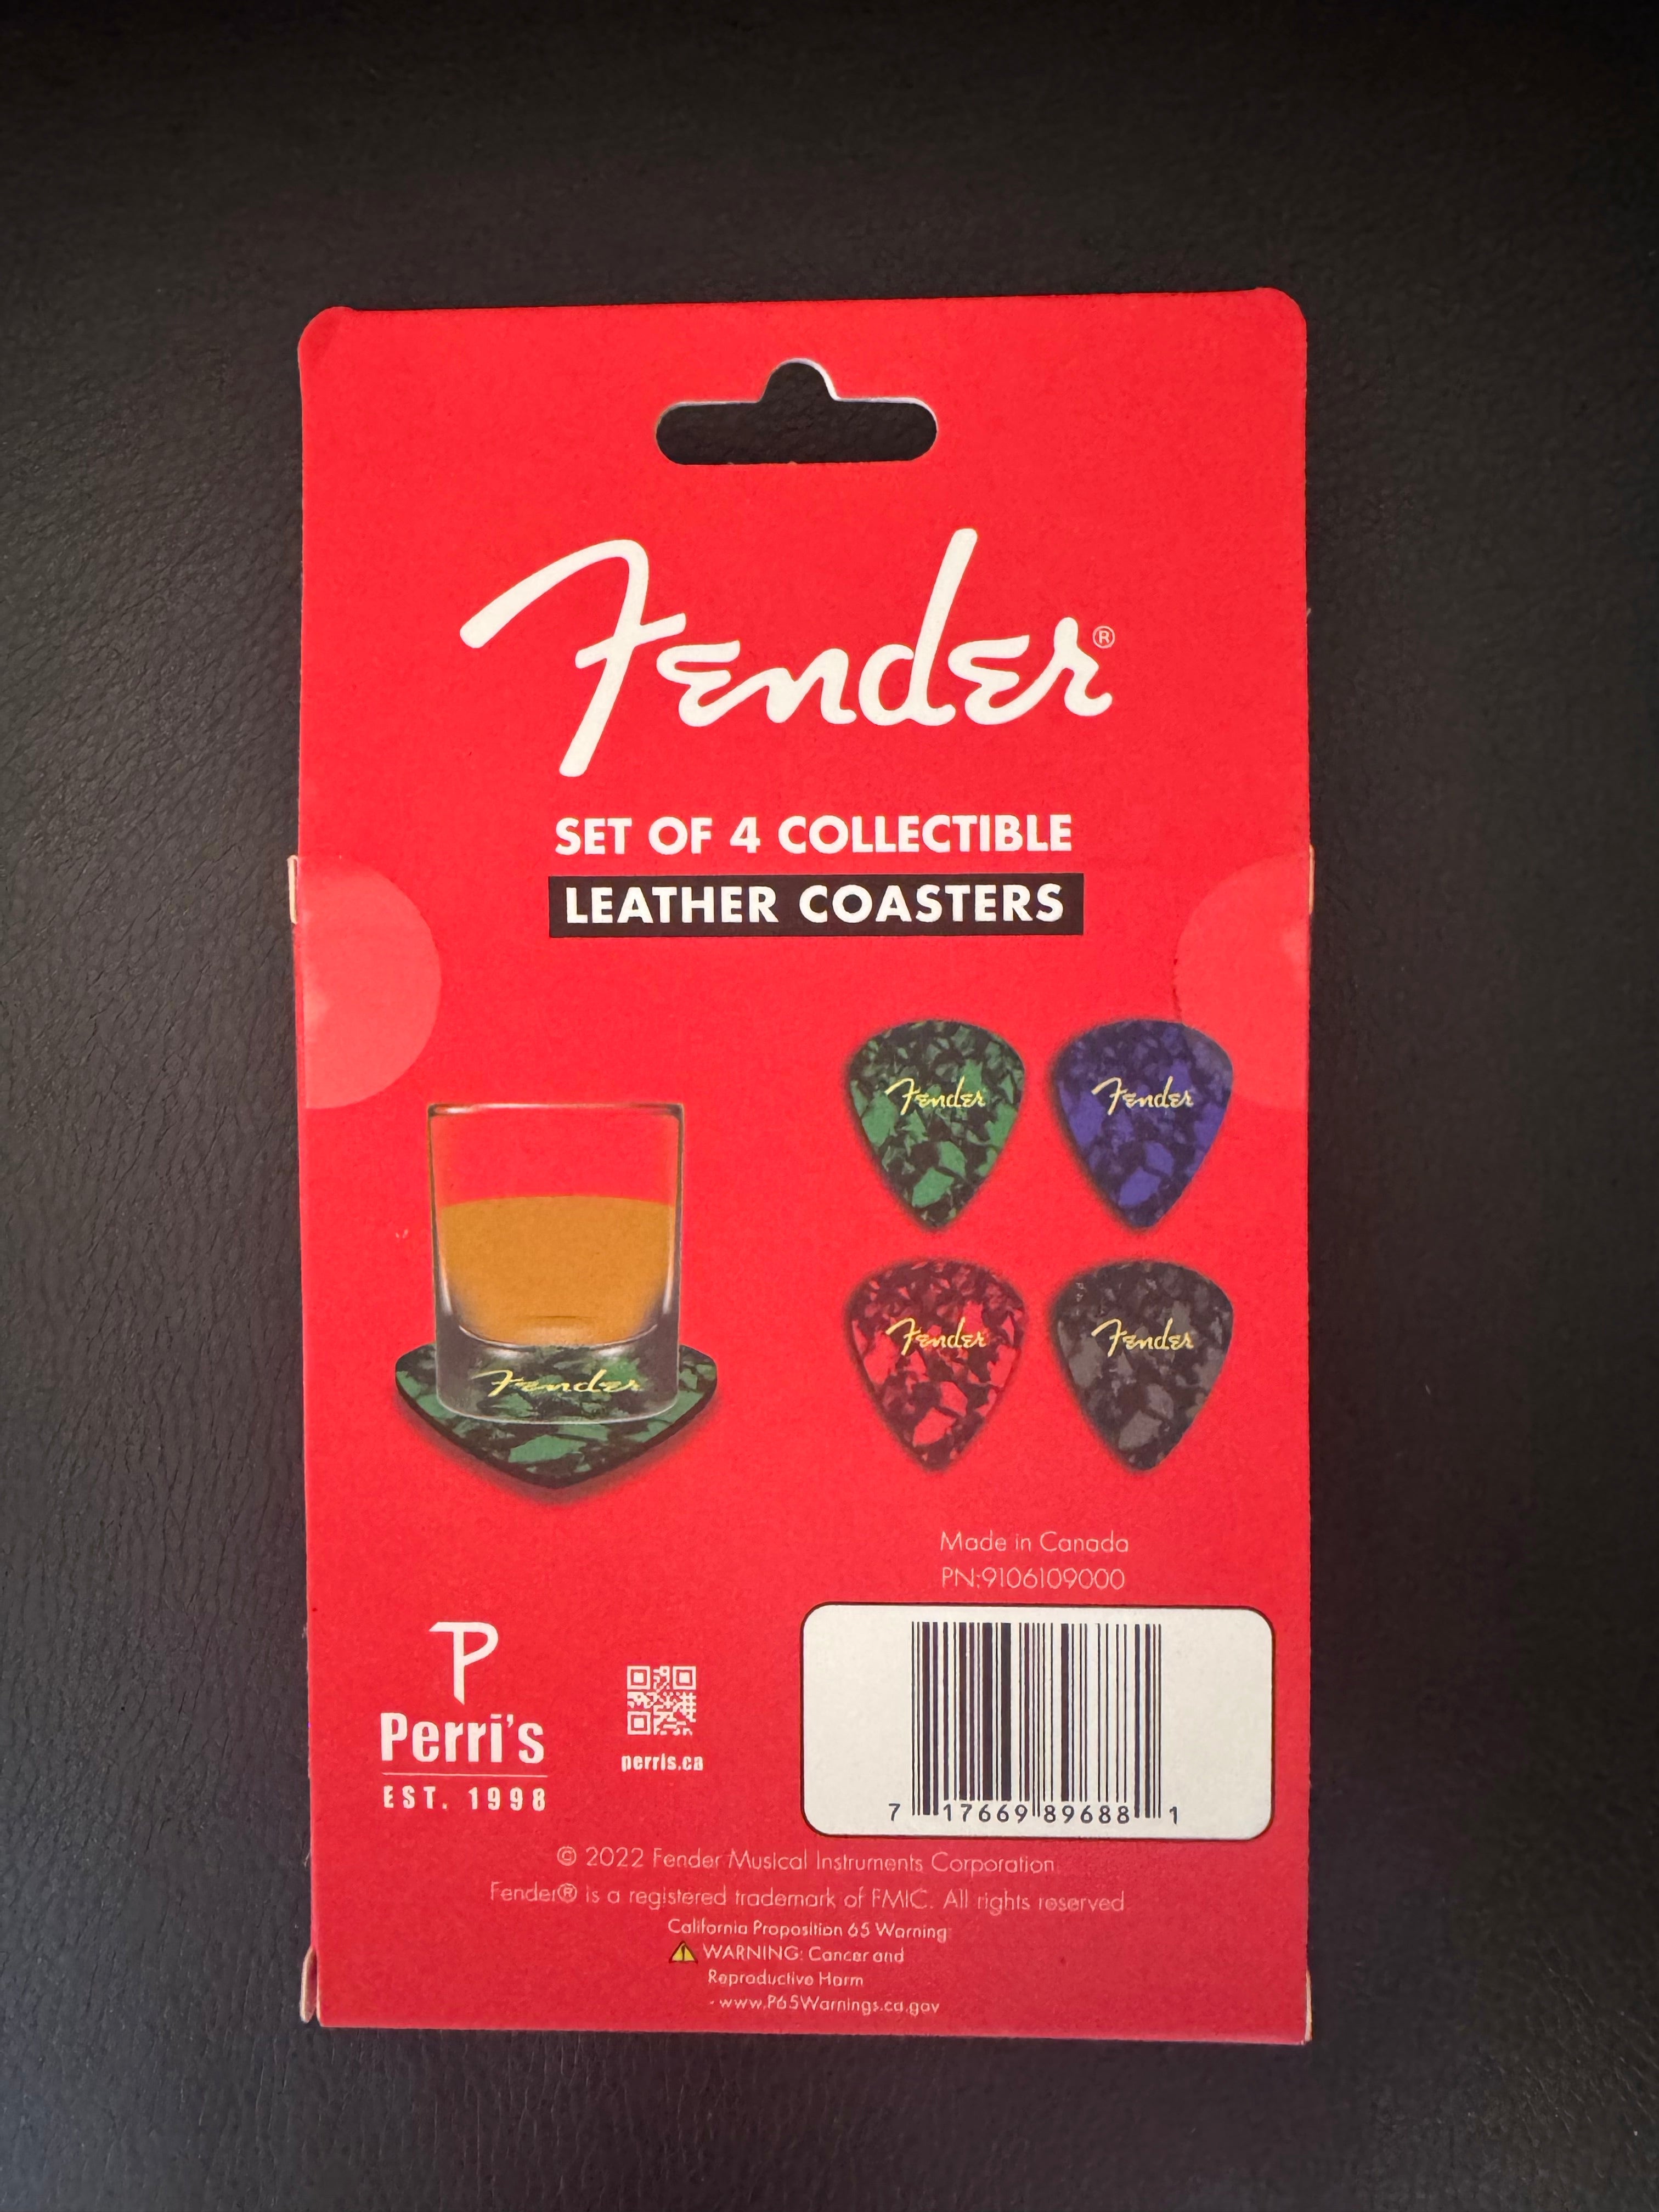 Fender®
SET OF 4 COLLECTIBLE
LEATHER COASTERS
Fender
Fender
Fender
Fender
Fender
Made in Canada
PN:9106109000
P
Perri's
EST. 1998
perris.ca
7 17669 89688 1
© 2022 Fender Musical Instruments Corporation.
Fender® is a registered trademark of FMIC. All rights reserved.
California Proposition 65 Warning:
WARNING: Cancer and
Reproductive Harm
- www.P65Warnings.ca.gov